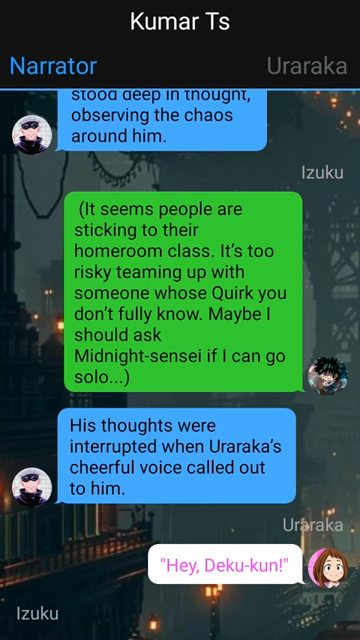 Kumar Ts
Narrator
Uraraka
stood deep in thought,
observing the chaos
around him.
Izuku
(It seems people are
sticking to their
homeroom class. It’s too
risky teaming up with
someone whose Quirk you
don’t fully know. Maybe I
should ask
Midnight-sensei if I can go
solo...)
His thoughts were
interrupted when Uraraka’s
cheerful voice called out
to him.
Uraraka
"Hey, Deku-kun!"
Izuku